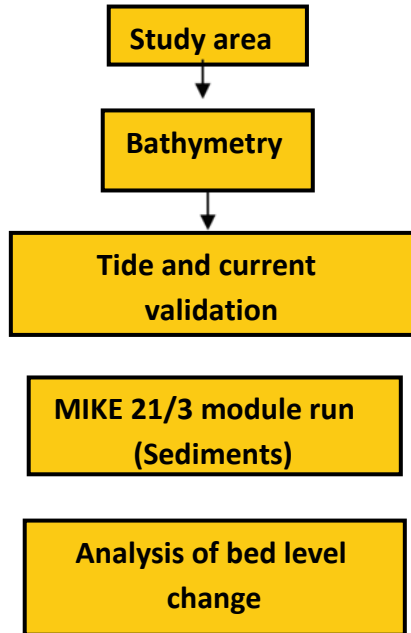 Study area
Bathymetry
Tide and current
validation
MIKE 21/3 module run
(Sediments)
Analysis of bed level
change